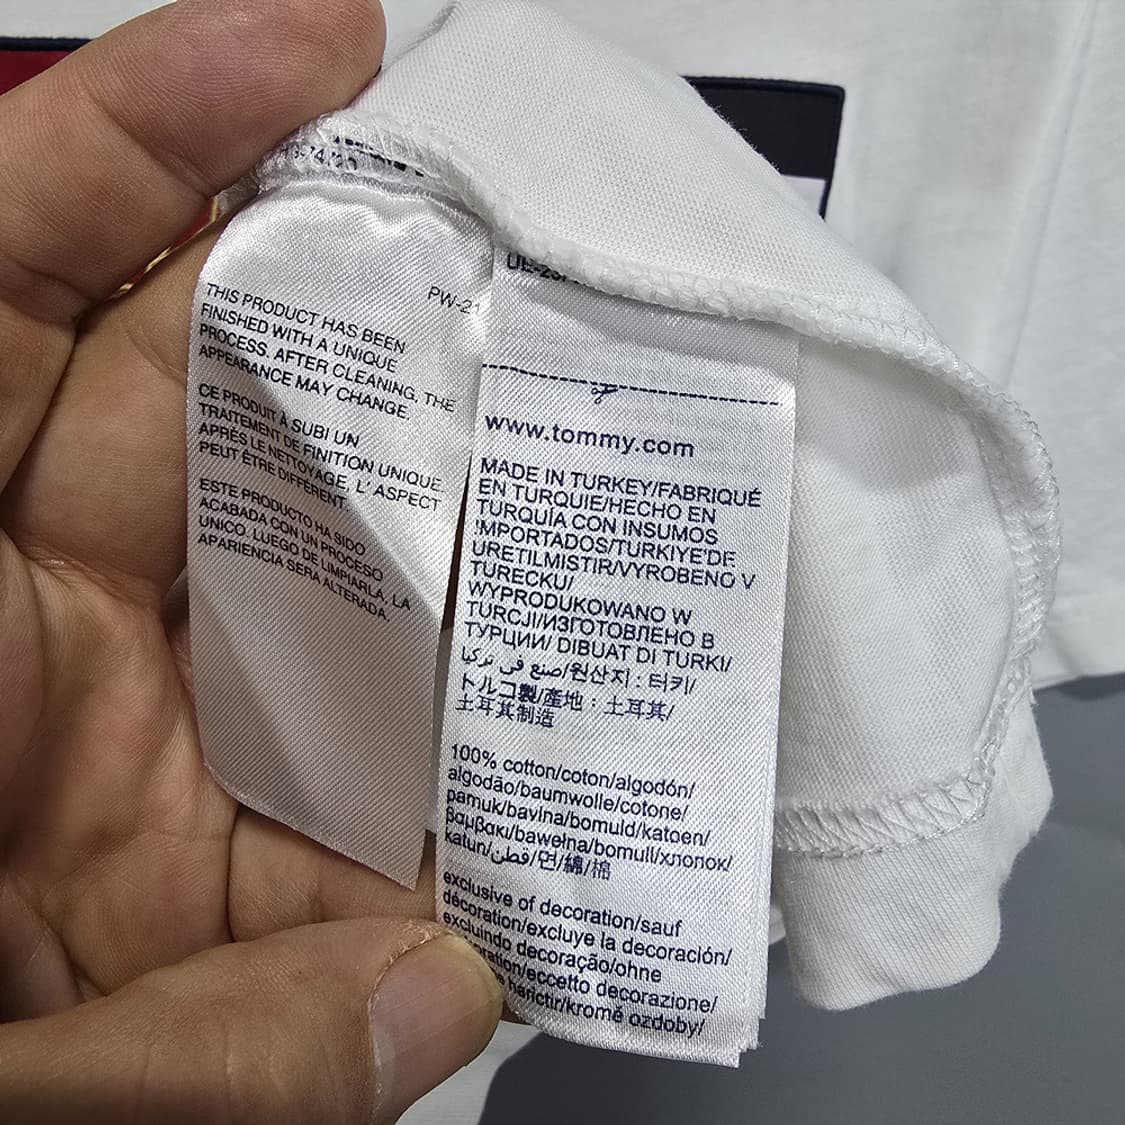 THIS PRODUCT HAS BEEN
FINISHED WITH A UNIQUE
PROCESS. AFTER CLEANING, THE
APPEARANCE MAY CHANGE.
CE PRODUIT À SUBI UN
TRAITEMENT DE FINITION UNIQUE.
APRÈS LE NETTOYAGE, L' ASPECT
PEUT ÊTRE DIFFÉRENT.
ESTE PRODUCTO HA SIDO
ACABADA CON UN PROCESO
UNICO. LUEGO DE LIMPIARLA, LA
APARIENCIA SERA ALTERADA.
www.tommy.com
MADE IN TURKEY/FABRIQUÉ
EN TURQUIE/HECHO EN
TURQUÍA CON INSUMOS
IMPORTADOS/TURKIYE'DE
URETILMISTIR/VYROBENO V
TURECKU/
WYPRODUKOWANO W
TURCJI/ИЗГОТОВЛЕНО В
ТУРЦИИ/ DIBUAT DI TURKI/
صنع في تركيا/원산지 : 터키/
トルコ製/產地：土耳其/
土耳其制造
100% cotton/coton/algodón/
algodão/baumwolle/cotone/
pamuk/bavlna/bomuld/katoen/
βαμβακι/bawełna/bomull/хлопок/
katun/قطن/면/綿/棉
exclusive of decoration/sauf
décoration/excluye la decoración/
excluindo decoração/ohne
/eccetto decorazione/
harictir/kromě ozdoby/